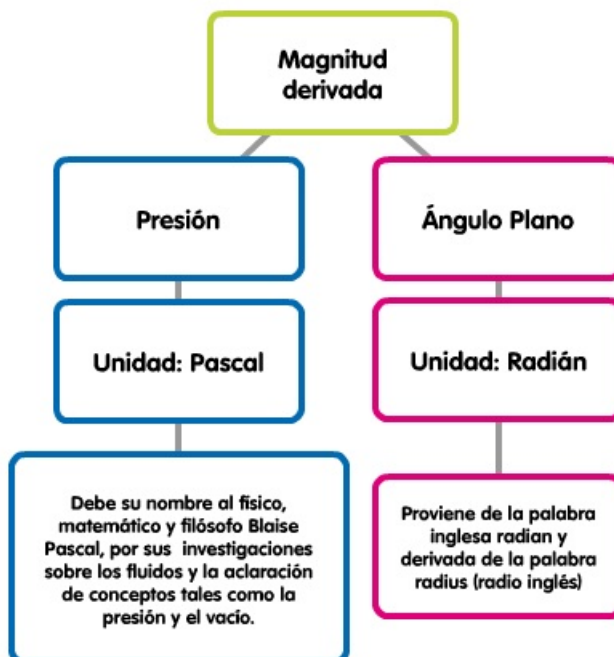 Magnitud
derivada
Presión
Ángulo Plano
Unidad: Pascal
Unidad: Radián
Debe su nombre al físico,
matemático y filósofo Blaise
Pascal, por sus investigaciones
sobre los fluidos y la aclaración
de conceptos tales como la
presión y el vacío.
Proviene de la palabra
inglesa radian y
derivada de la palabra
radius (radio inglés)